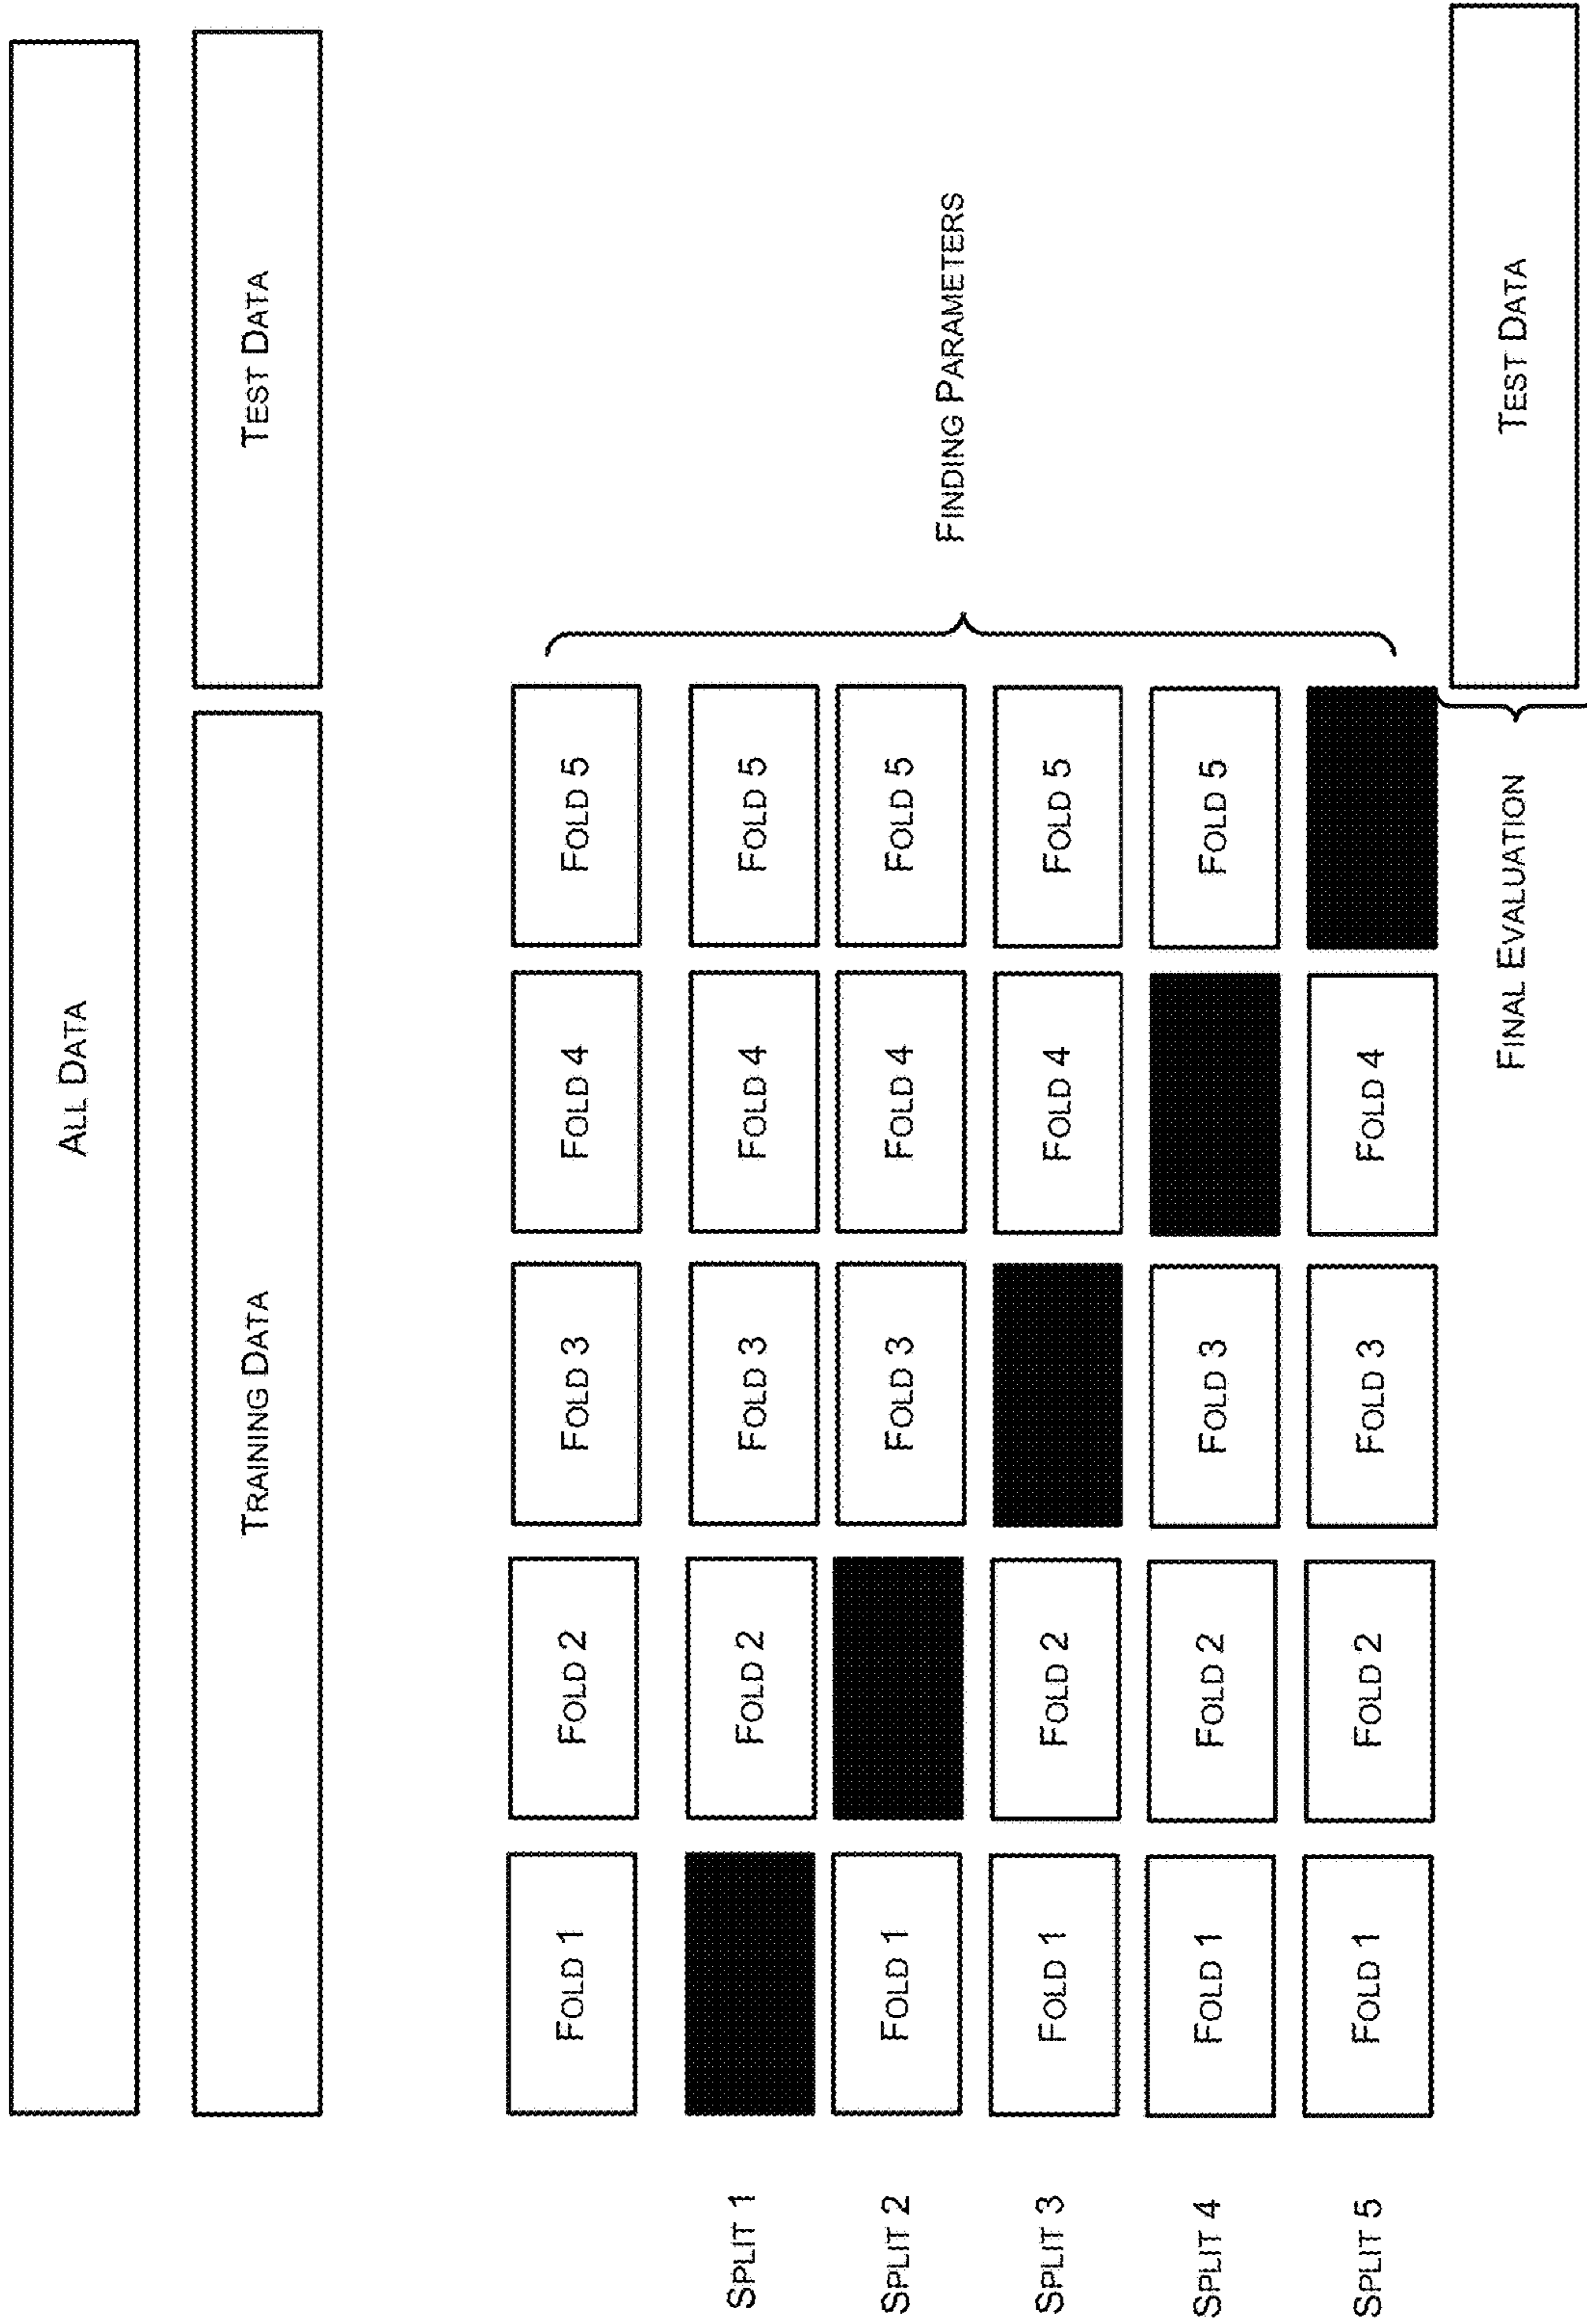 ALL DATA
TRAINING DATA
TEST DATA
FOLD 1
FOLD 2
FOLD 3
FOLD 4
FOLD 5
SPLIT 1
FOLD 2
FOLD 3
FOLD 4
FOLD 5
SPLIT 2
FOLD 1
FOLD 3
FOLD 4
FOLD 5
FINDING PARAMETERS
SPLIT 3
FOLD 1
FOLD 2
FOLD 4
FOLD 5
SPLIT 4
FOLD 1
FOLD 2
FOLD 3
FOLD 5
SPLIT 5
FOLD 1
FOLD 2
FOLD 3
FOLD 4
FINAL EVALUATION
TEST DATA